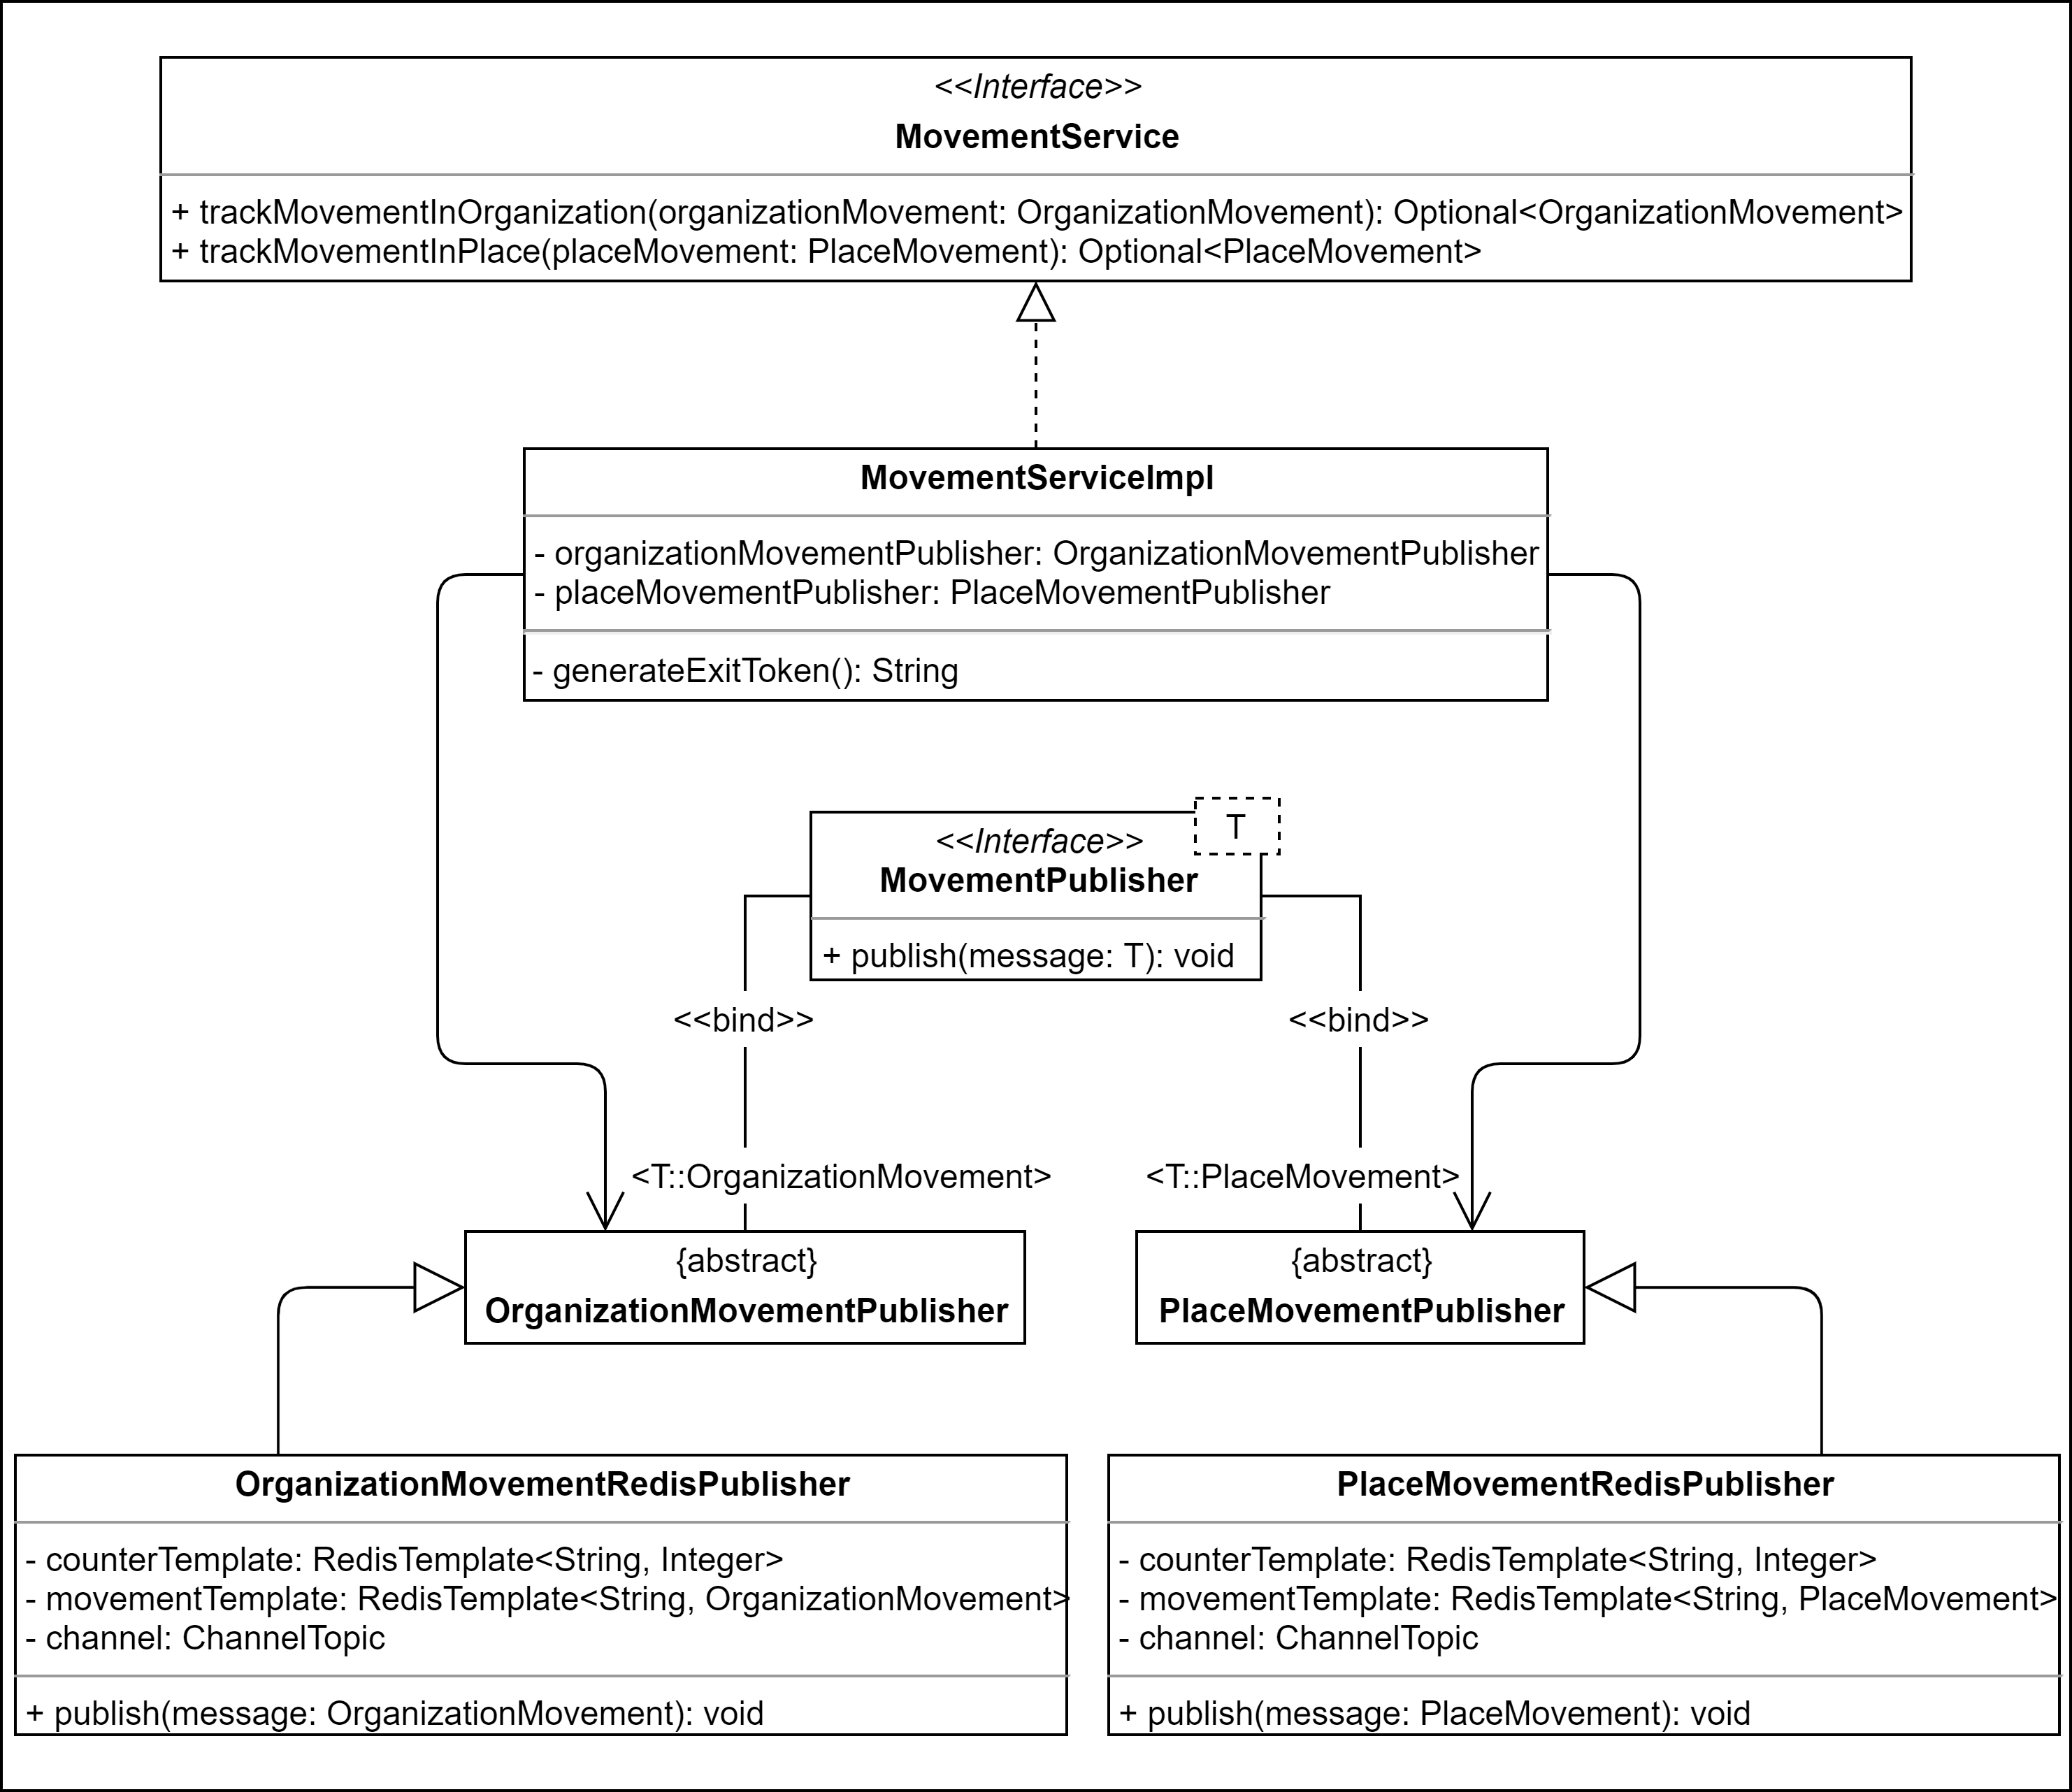 <<Interface>>
MovementService
+ trackMovementInOrganization(organizationMovement: OrganizationMovement): Optional<OrganizationMovement>
+ trackMovementInPlace(placeMovement: PlaceMovement): Optional<PlaceMovement>
MovementServiceImpl
- organizationMovementPublisher: OrganizationMovementPublisher
- placeMovementPublisher: PlaceMovementPublisher
- generateExitToken(): String
T
<<Interface>>
MovementPublisher
+ publish(message: T): void
<<bind>>
<<bind>>
<T::OrganizationMovement>
<T::PlaceMovement>
{abstract}
OrganizationMovementPublisher
{abstract}
PlaceMovementPublisher
OrganizationMovementRedisPublisher
- counterTemplate: RedisTemplate<String, Integer>
- movementTemplate: RedisTemplate<String, OrganizationMovement>
- channel: ChannelTopic
+ publish(message: OrganizationMovement): void
PlaceMovementRedisPublisher
- counterTemplate: RedisTemplate<String, Integer>
- movementTemplate: RedisTemplate<String, PlaceMovement>
- channel: ChannelTopic
+ publish(message: PlaceMovement): void